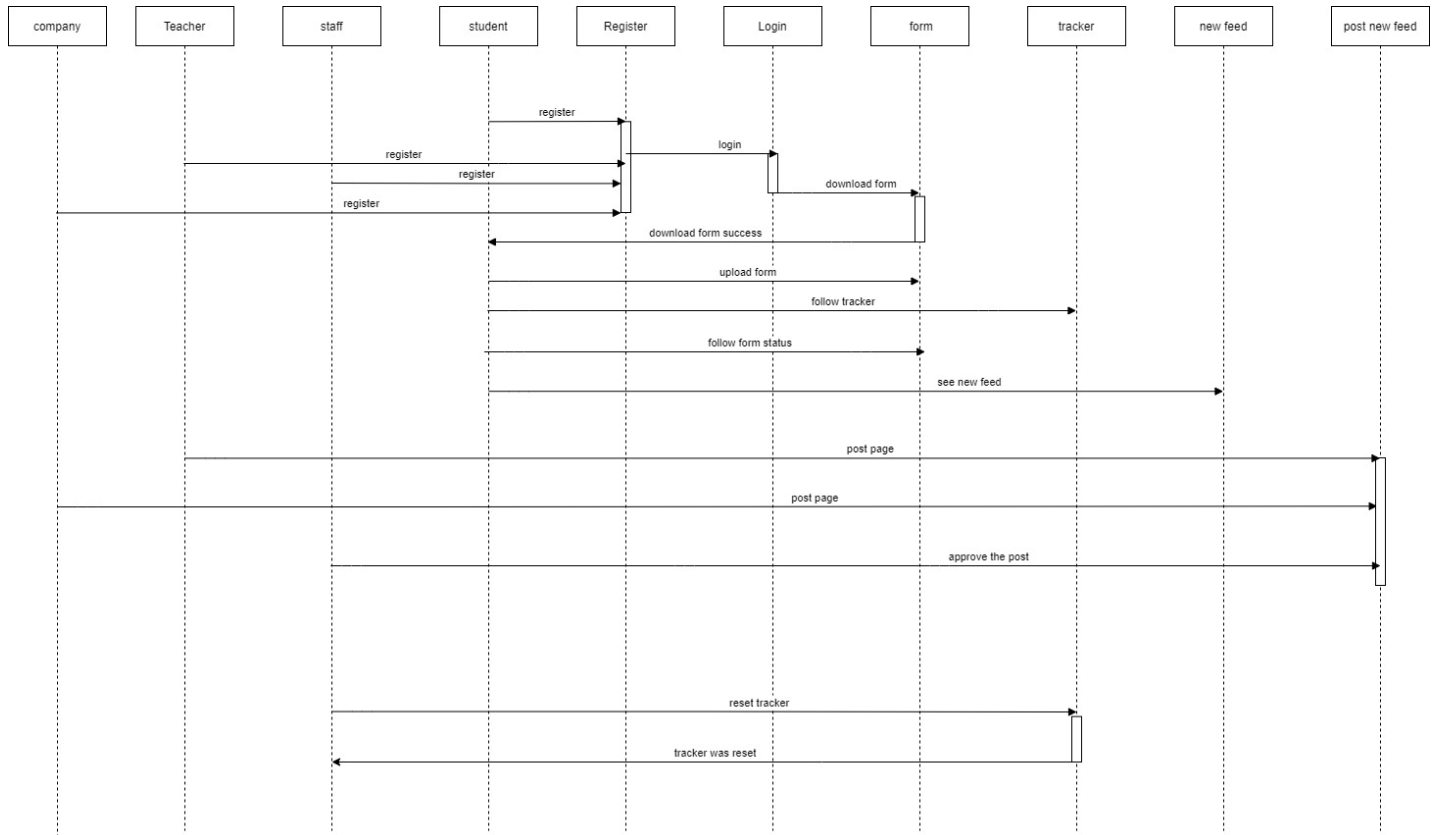 company
Teacher
staff
student
Register
Login
form
tracker
new feed
post new feed
register
login
register
register
download form
register
download form success
upload form
follow tracker
follow form status
see new feed
post page
post page
approve the post
reset tracker
tracker was reset